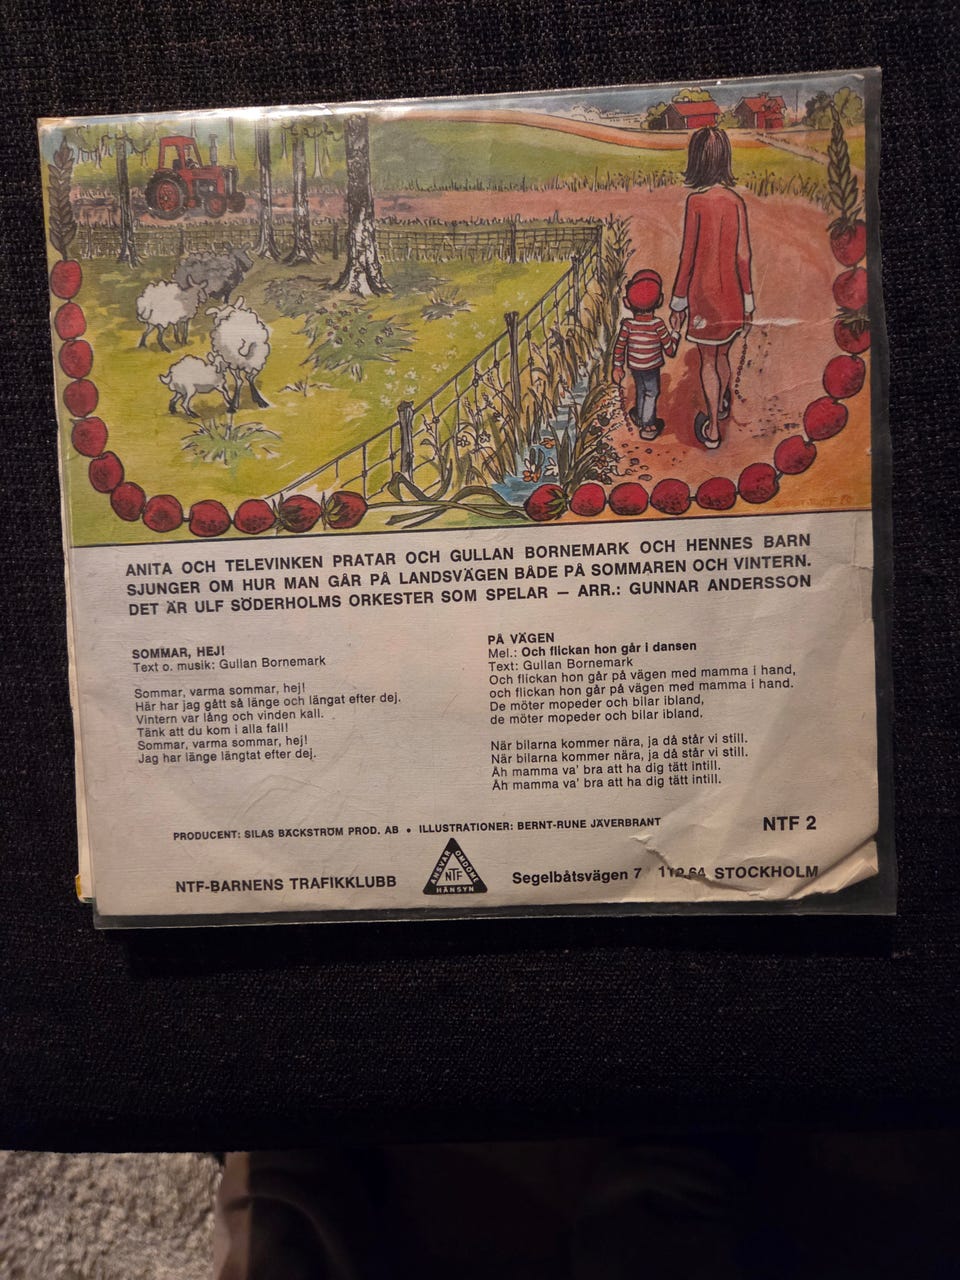 ANITA OCH TELEVINKEN PRATAR OCH GULLAN BORNEMARK OCH HENNES BARN
SJUNGER OM HUR MAN GÅR PÅ LANDSVÄGEN BÅDE PÅ SOMMAREN OCH VINTERN.
DET ÄR ULF SÖDERHOLMS ORKESTER SOM SPELAR – ARR.: GUNNAR ANDERSSON
SOMMAR, HEJ!
Text o. musik: Gullan Bornemark
Sommar, varma sommar, hej!
Här har jag gått så länge och längat efter dej.
Vintern var lång och vinden kall.
Tänk att du kom i alla fall!
Sommar, varma sommar, hej!
Jag har länge längtat efter dej.
PÅ VÄGEN
Mel.: Och flickan hon går i dansen
Text: Gullan Bornemark
Och flickan hon går på vägen med mamma i hand,
och flickan hon går på vägen med mamma i hand.
De möter mopeder och bilar ibland,
de möter mopeder och bilar ibland.
När bilarna kommer nära, ja då står vi still.
När bilarna kommer nära, ja då står vi still.
Åh mamma va' bra att ha dig tätt intill.
Åh mamma va' bra att ha dig tätt intill.
PRODUCENT: SILAS BÄCKSTRÖM PROD. AB • ILLUSTRATIONER: BERNT-RUNE JÄVERBRANT
NTF 2
NTF-BARNENS TRAFIKKLUBB
ANSVAR OMDÖME
NTF
HÄNSYN
Segelbåtsvägen 7 STOCKHOLM